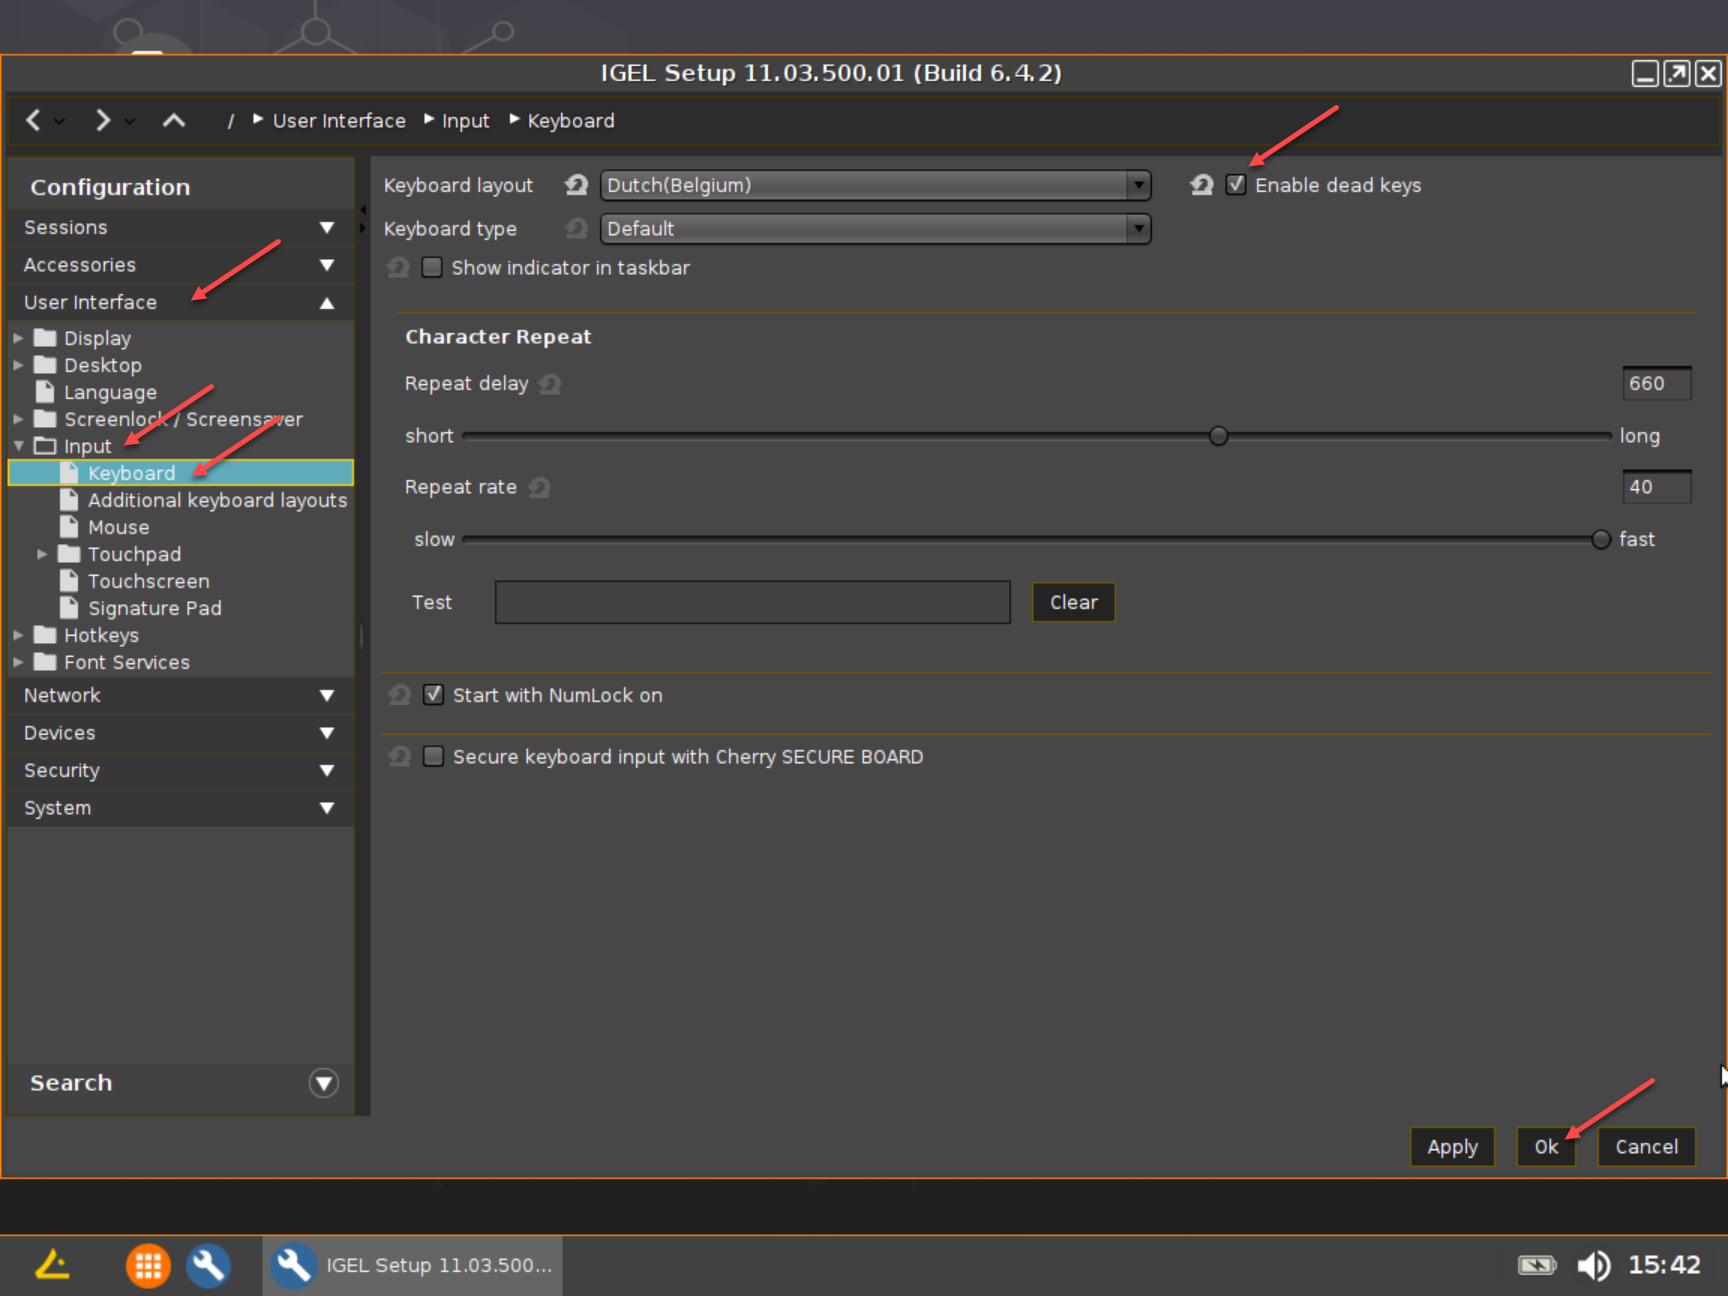 IGEL Setup 11.03.500.01 (Build 6.4.2)
/ User Interface Input Keyboard
Configuration
Sessions
Accessories
User Interface
Display
Desktop
Language
Screenlock / Screensaver
Input
Keyboard
Additional keyboard layouts
Mouse
Touchpad
Touchscreen
Signature Pad
Hotkeys
Font Services
Network
Devices
Security
System
Search
Keyboard layout Dutch(Belgium) Enable dead keys
Keyboard type Default
Show indicator in taskbar
Character Repeat
Repeat delay 660
short long
Repeat rate 40
slow fast
Test Clear
Start with NumLock on
Secure keyboard input with Cherry SECURE BOARD
Apply Ok Cancel
IGEL Setup 11.03.500... 15:42